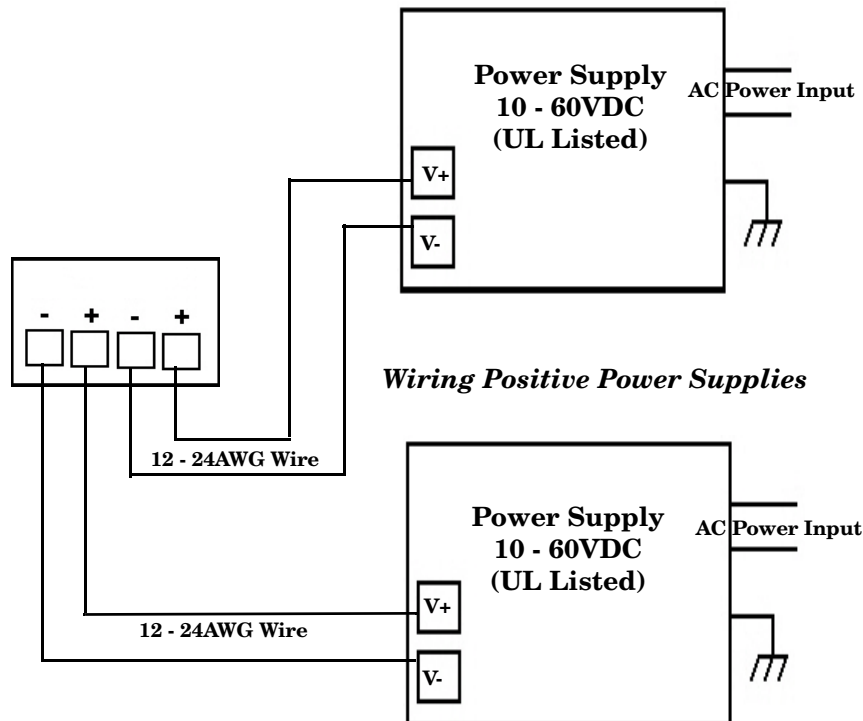 Power Supply
10 - 60VDC
(UL Listed)
AC Power Input
V+
V-
- + - +
Wiring Positive Power Supplies
12 - 24AWG Wire
Power Supply
10 - 60VDC
(UL Listed)
AC Power Input
V+
12 - 24AWG Wire
V-